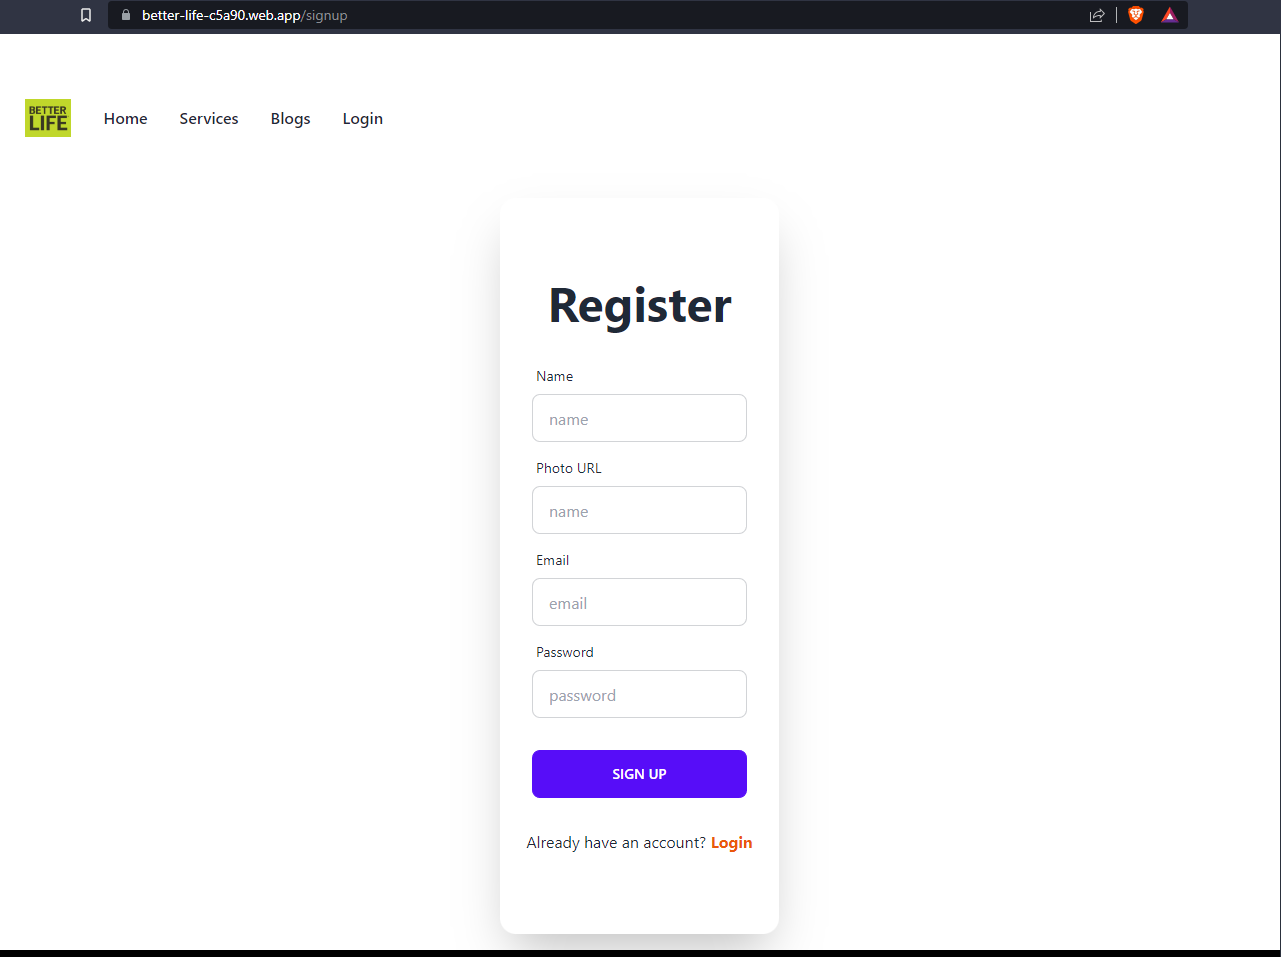 better-life-c5a90.web.app/signup
BETTER
LIFE
Home Services Blogs Login
Register
Name
name
Photo URL
name
Email
email
Password
password
SIGN UP
Already have an account? Login